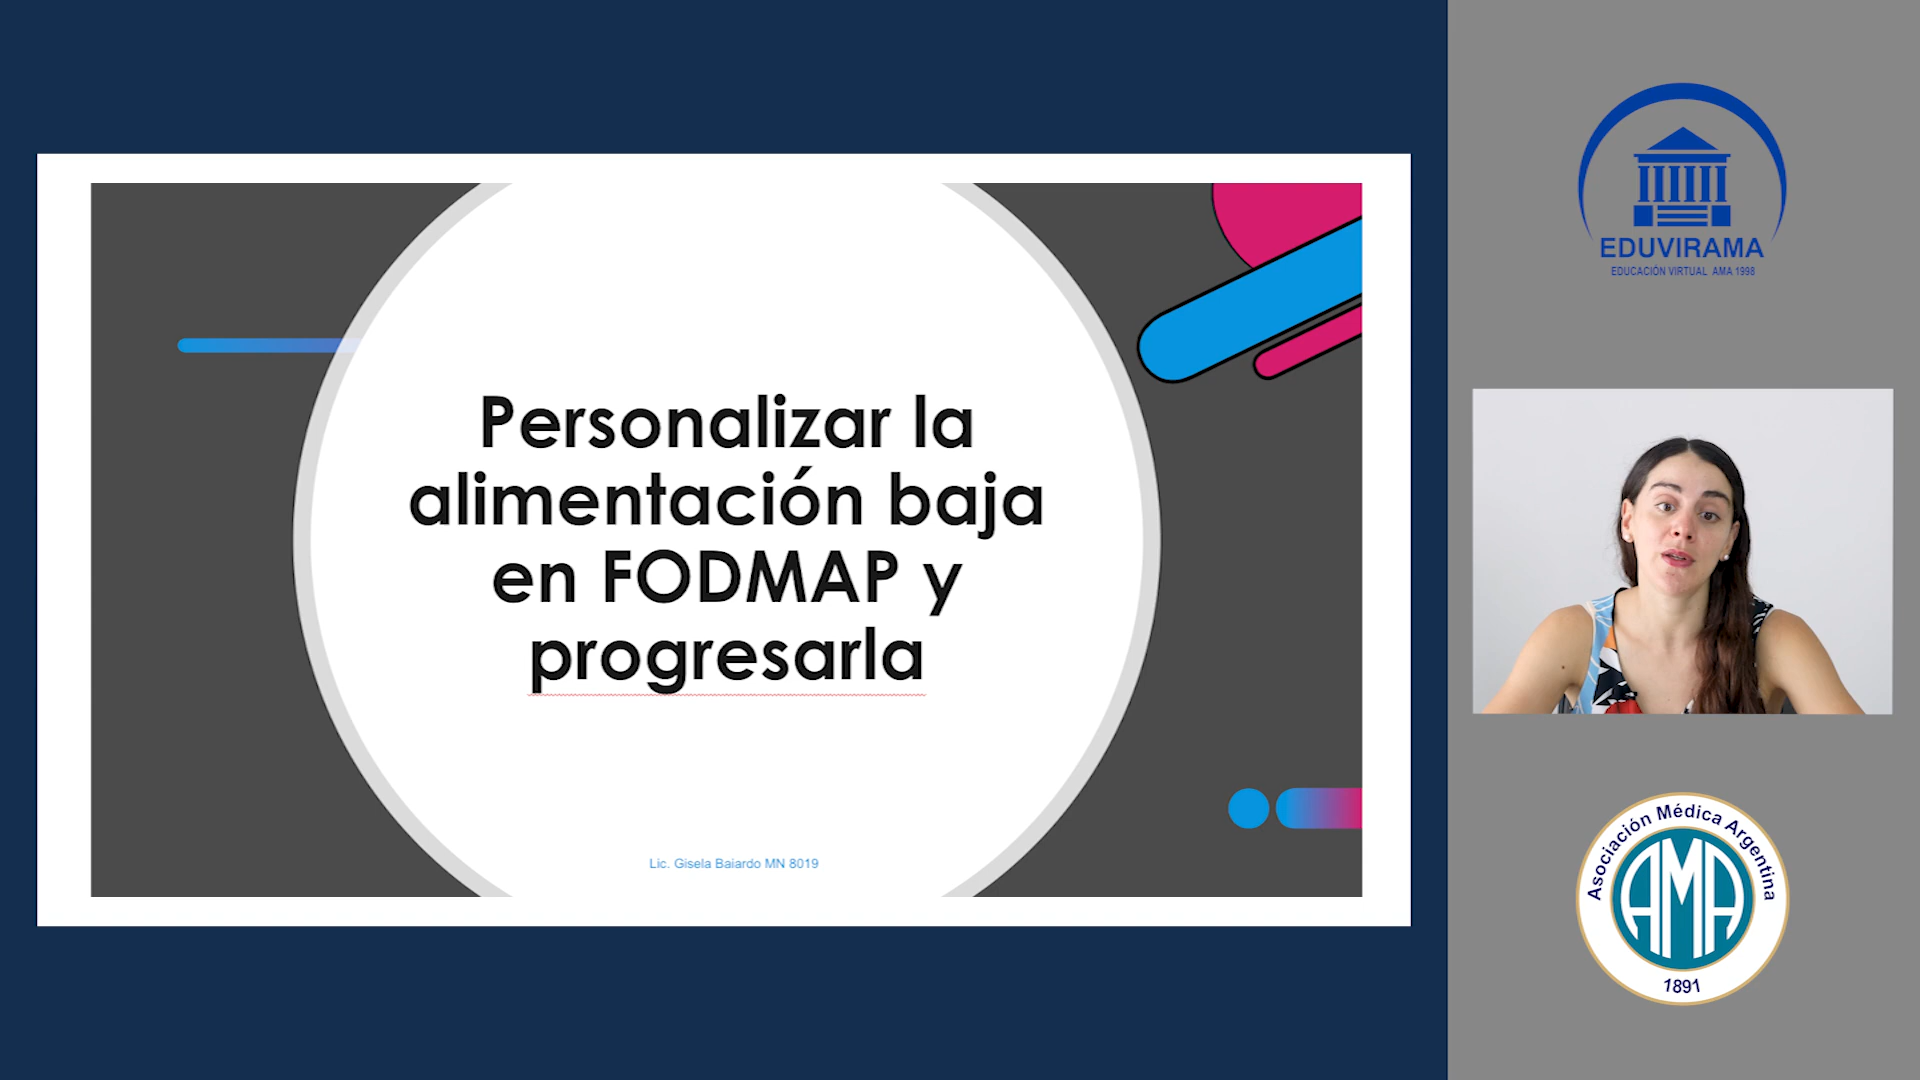 Personalizar la
alimentación baja
en FODMAP y
progresarla
Lic. Gisela Baiardo MN 8019
EDUVIRAMA
EDUCACIÓN VIRTUAL AMA 1998
Asociación Médica Argentina
AMA
1891